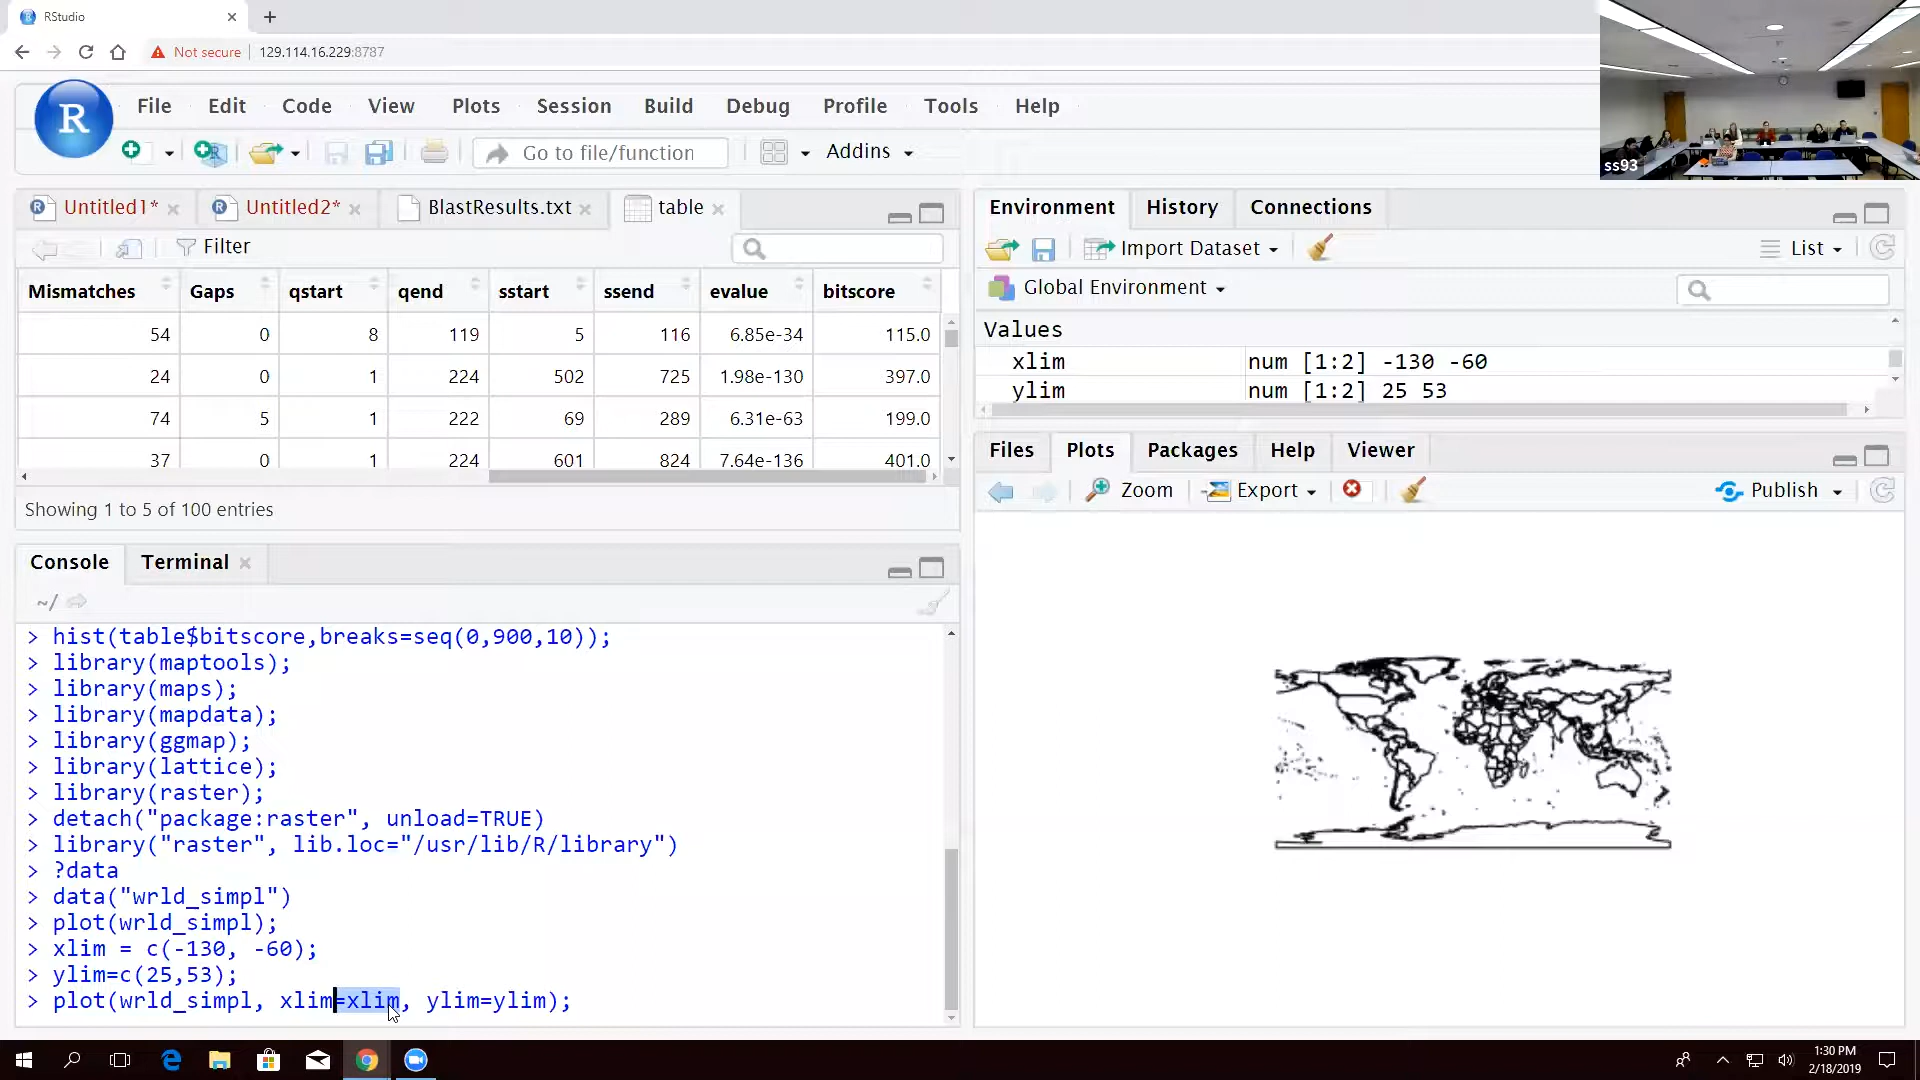 RStudio
Not secure 129.114.16.229:8787
ss93
R File Edit Code View Plots Session Build Debug Profile Tools Help
Go to file/function Addins
Untitled1* Untitled2* BlastResults.txt table
Filter
Mismatches Gaps qstart qend sstart ssend evalue bitscore
54 0 8 119 5 116 6.85e-34 115.0
24 0 1 224 502 725 1.98e-130 397.0
74 5 1 222 69 289 6.31e-63 199.0
37 0 1 224 601 824 7.64e-136 401.0
Showing 1 to 5 of 100 entries
Console Terminal
~/
> hist(table$bitscore,breaks=seq(0,900,10));
> library(maptools);
> library(maps);
> library(mapdata);
> library(ggmap);
> library(lattice);
> library(raster);
> detach("package:raster", unload=TRUE)
> library("raster", lib.loc="/usr/lib/R/library")
> ?data
> data("wrld_simpl")
> plot(wrld_simpl);
> xlim = c(-130, -60);
> ylim=c(25,53);
> plot(wrld_simpl, xlim=xlim, ylim=ylim);
Environment History Connections
Import Dataset List
Global Environment
Values
xlim num [1:2] -130 -60
ylim num [1:2] 25 53
Files Plots Packages Help Viewer
Zoom Export Publish
1:30 PM
2/18/2019